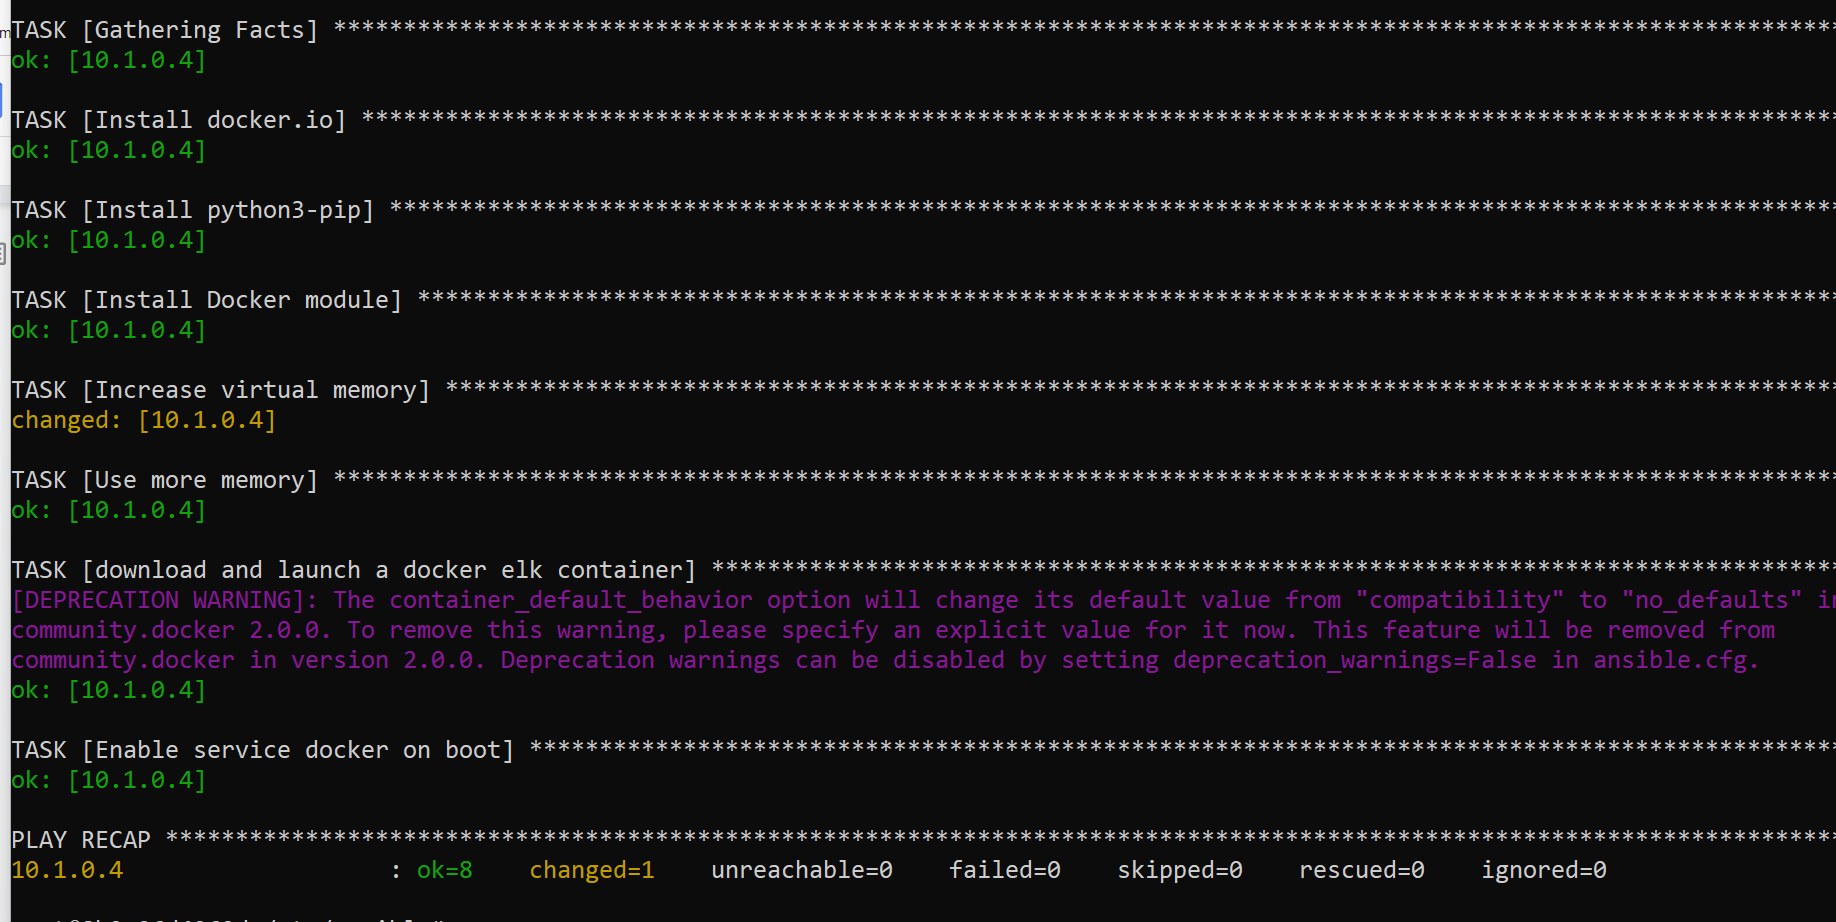 TASK [Gathering Facts] ************************************************************************************************************
ok: [10.1.0.4]
TASK [Install docker.io] **********************************************************************************************************
ok: [10.1.0.4]
TASK [Install python3-pip] ********************************************************************************************************
ok: [10.1.0.4]
TASK [Install Docker module] ******************************************************************************************************
ok: [10.1.0.4]
TASK [Increase virtual memory] ****************************************************************************************************
changed: [10.1.0.4]
TASK [Use more memory] ************************************************************************************************************
ok: [10.1.0.4]
TASK [download and launch a docker elk container] *********************************************************************************
[DEPRECATION WARNING]: The container_default_behavior option will change its default value from "compatibility" to "no_defaults" in
community.docker 2.0.0. To remove this warning, please specify an explicit value for it now. This feature will be removed from
community.docker in version 2.0.0. Deprecation warnings can be disabled by setting deprecation_warnings=False in ansible.cfg.
ok: [10.1.0.4]
TASK [Enable service docker on boot] **********************************************************************************************
ok: [10.1.0.4]
PLAY RECAP ************************************************************************************************************************
10.1.0.4 : ok=8 changed=1 unreachable=0 failed=0 skipped=0 rescued=0 ignored=0